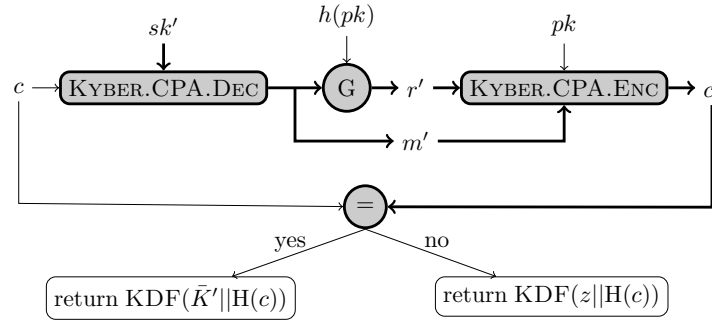 sk′ h(pk) pk
c KYBER.CPA.DEC G r′ KYBER.CPA.ENC c
m′
=
yes no
return KDF(K̄′||H(c)) return KDF(z||H(c))